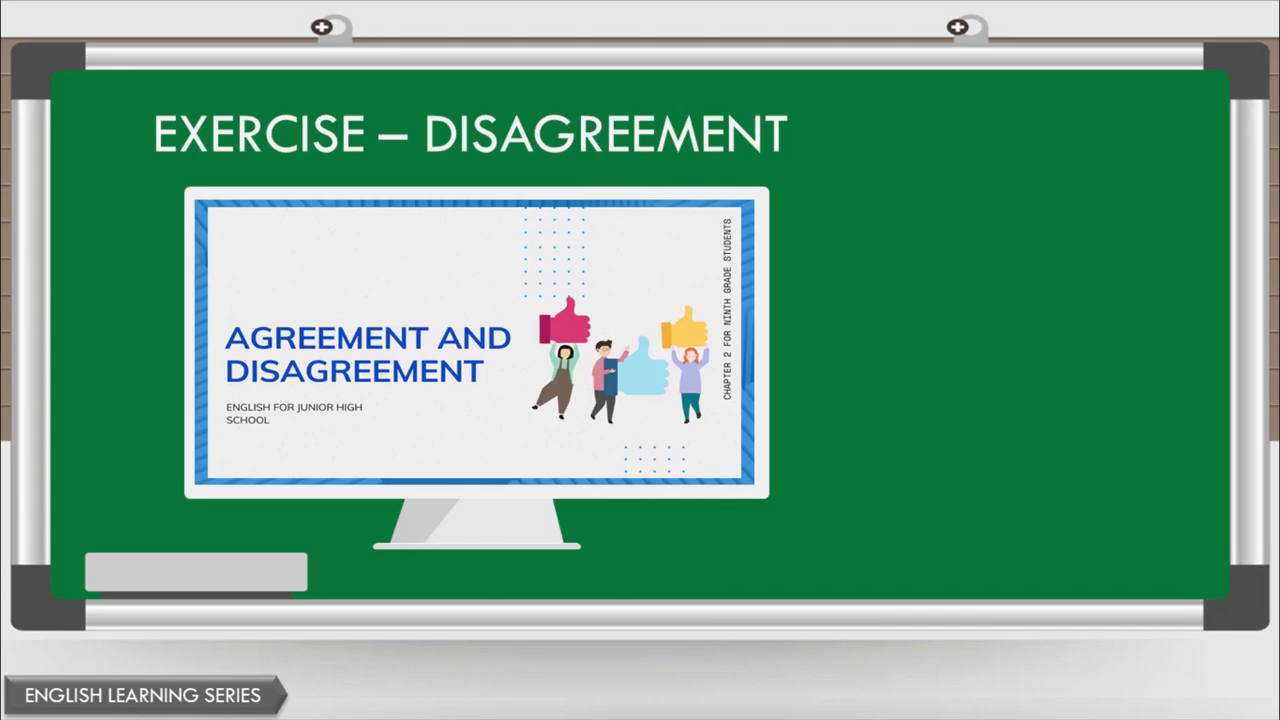 EXERCISE – DISAGREEMENT
AGREEMENT AND
DISAGREEMENT
ENGLISH FOR JUNIOR HIGH
SCHOOL
CHAPTER 2 FOR NINTH GRADE STUDENTS
ENGLISH LEARNING SERIES